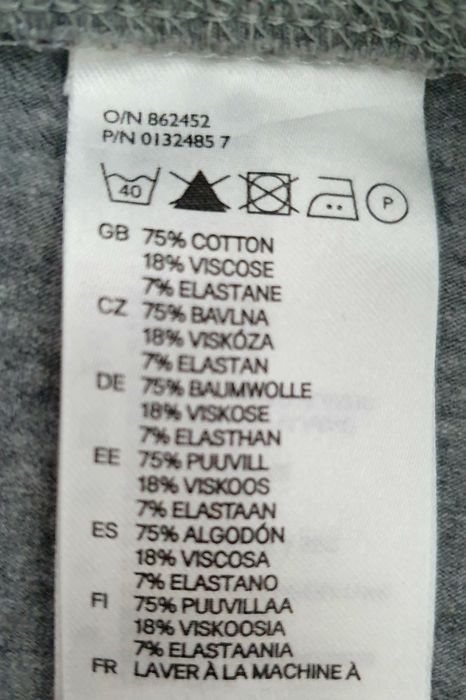 O/N 862452
P/N 0132485 7
40 P
GB 75% COTTON
18% VISCOSE
7% ELASTANE
CZ 75% BAVLNA
18% VISKÓZA
7% ELASTAN
DE 75% BAUMWOLLE
18% VISKOSE
7% ELASTHAN
EE 75% PUUVILL
18% VISKOOS
7% ELASTAAN
ES 75% ALGODÓN
18% VISCOSA
7% ELASTANO
FI 75% PUUVILLAA
18% VISKOOSIA
7% ELASTAANIA
FR LAVER À LA MACHINE À